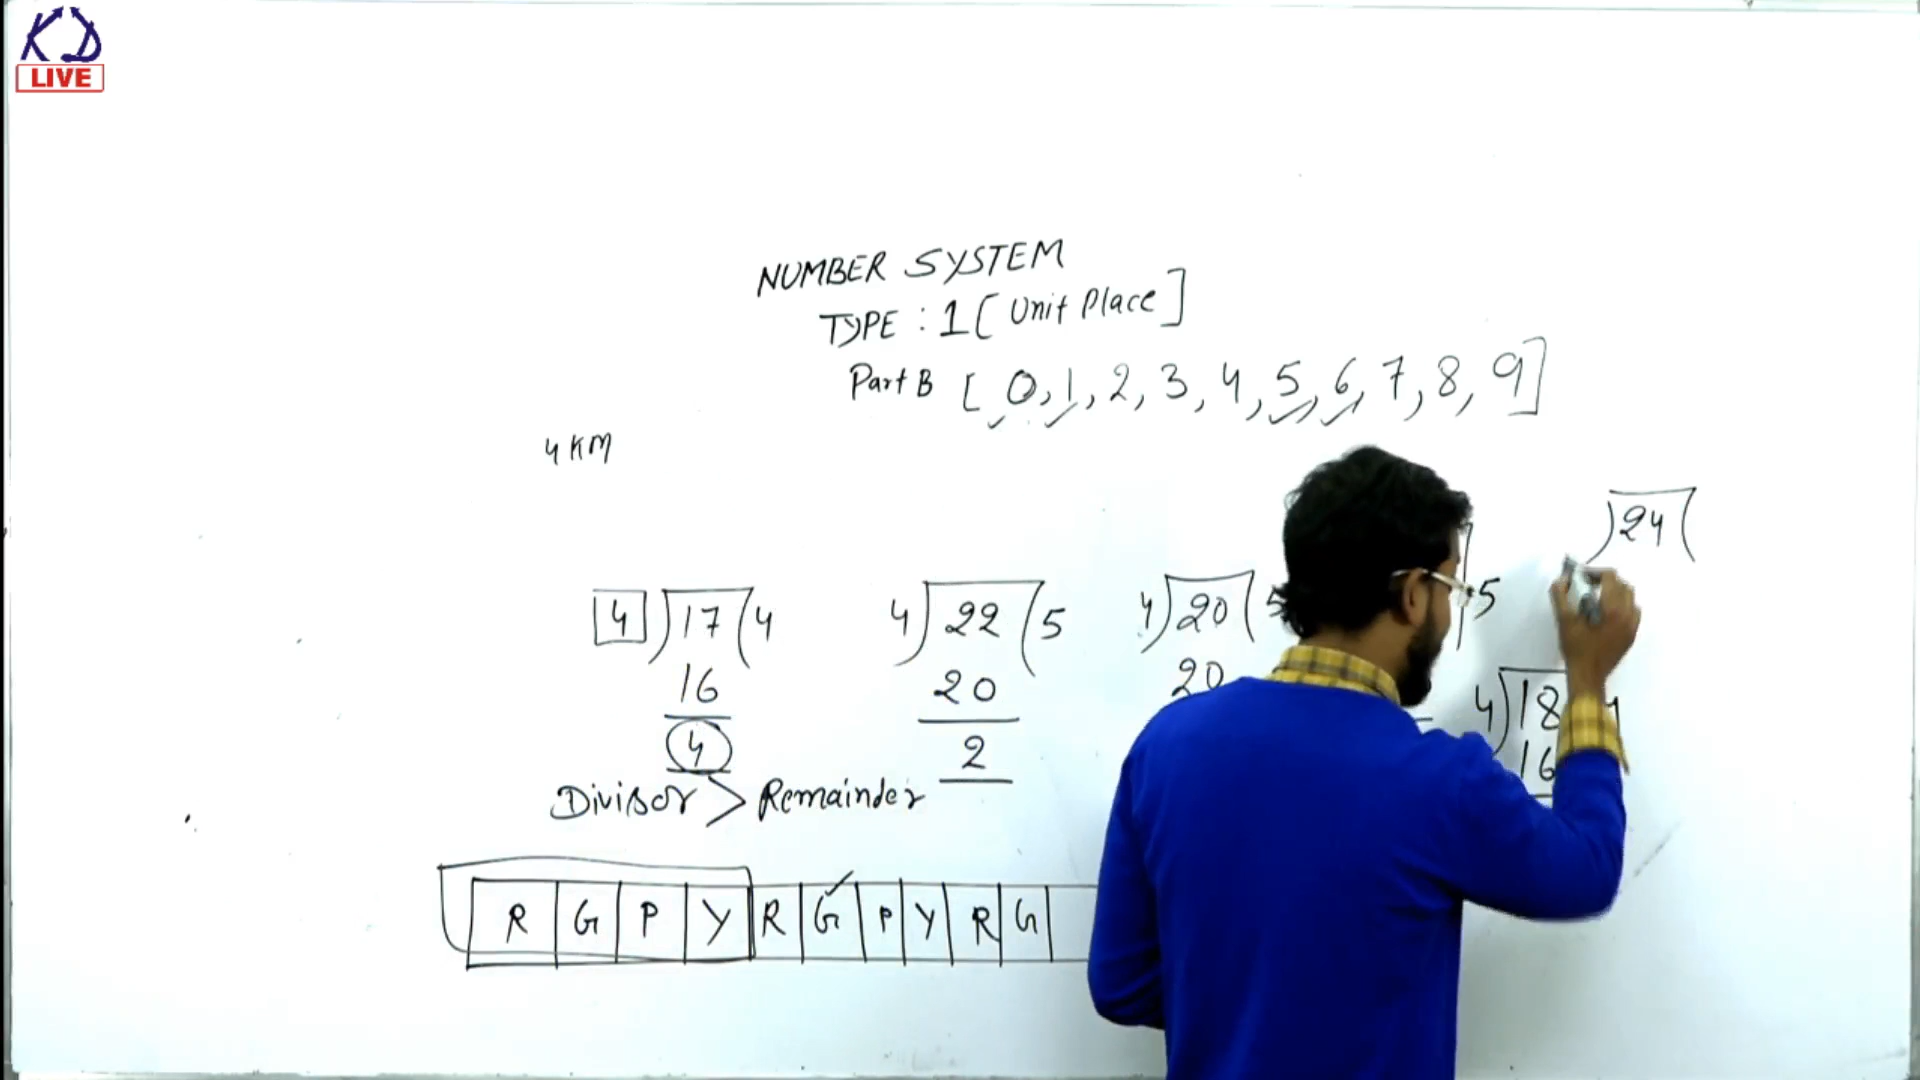 KD
LIVE
NUMBER SYSTEM
TYPE : 1 [ Unit Place ]
Part B [ 0, 1, 2, 3, 4, 5, 6, 7, 8, 9 ]
4 KM
4 ) 17 ( 4
16
4
4 ) 22 ( 5
20
2
4 ) 20 ( 5
20
5
4 ) 18
16
) 24 (
Divisor > Remainder
R G P Y R G P Y R G